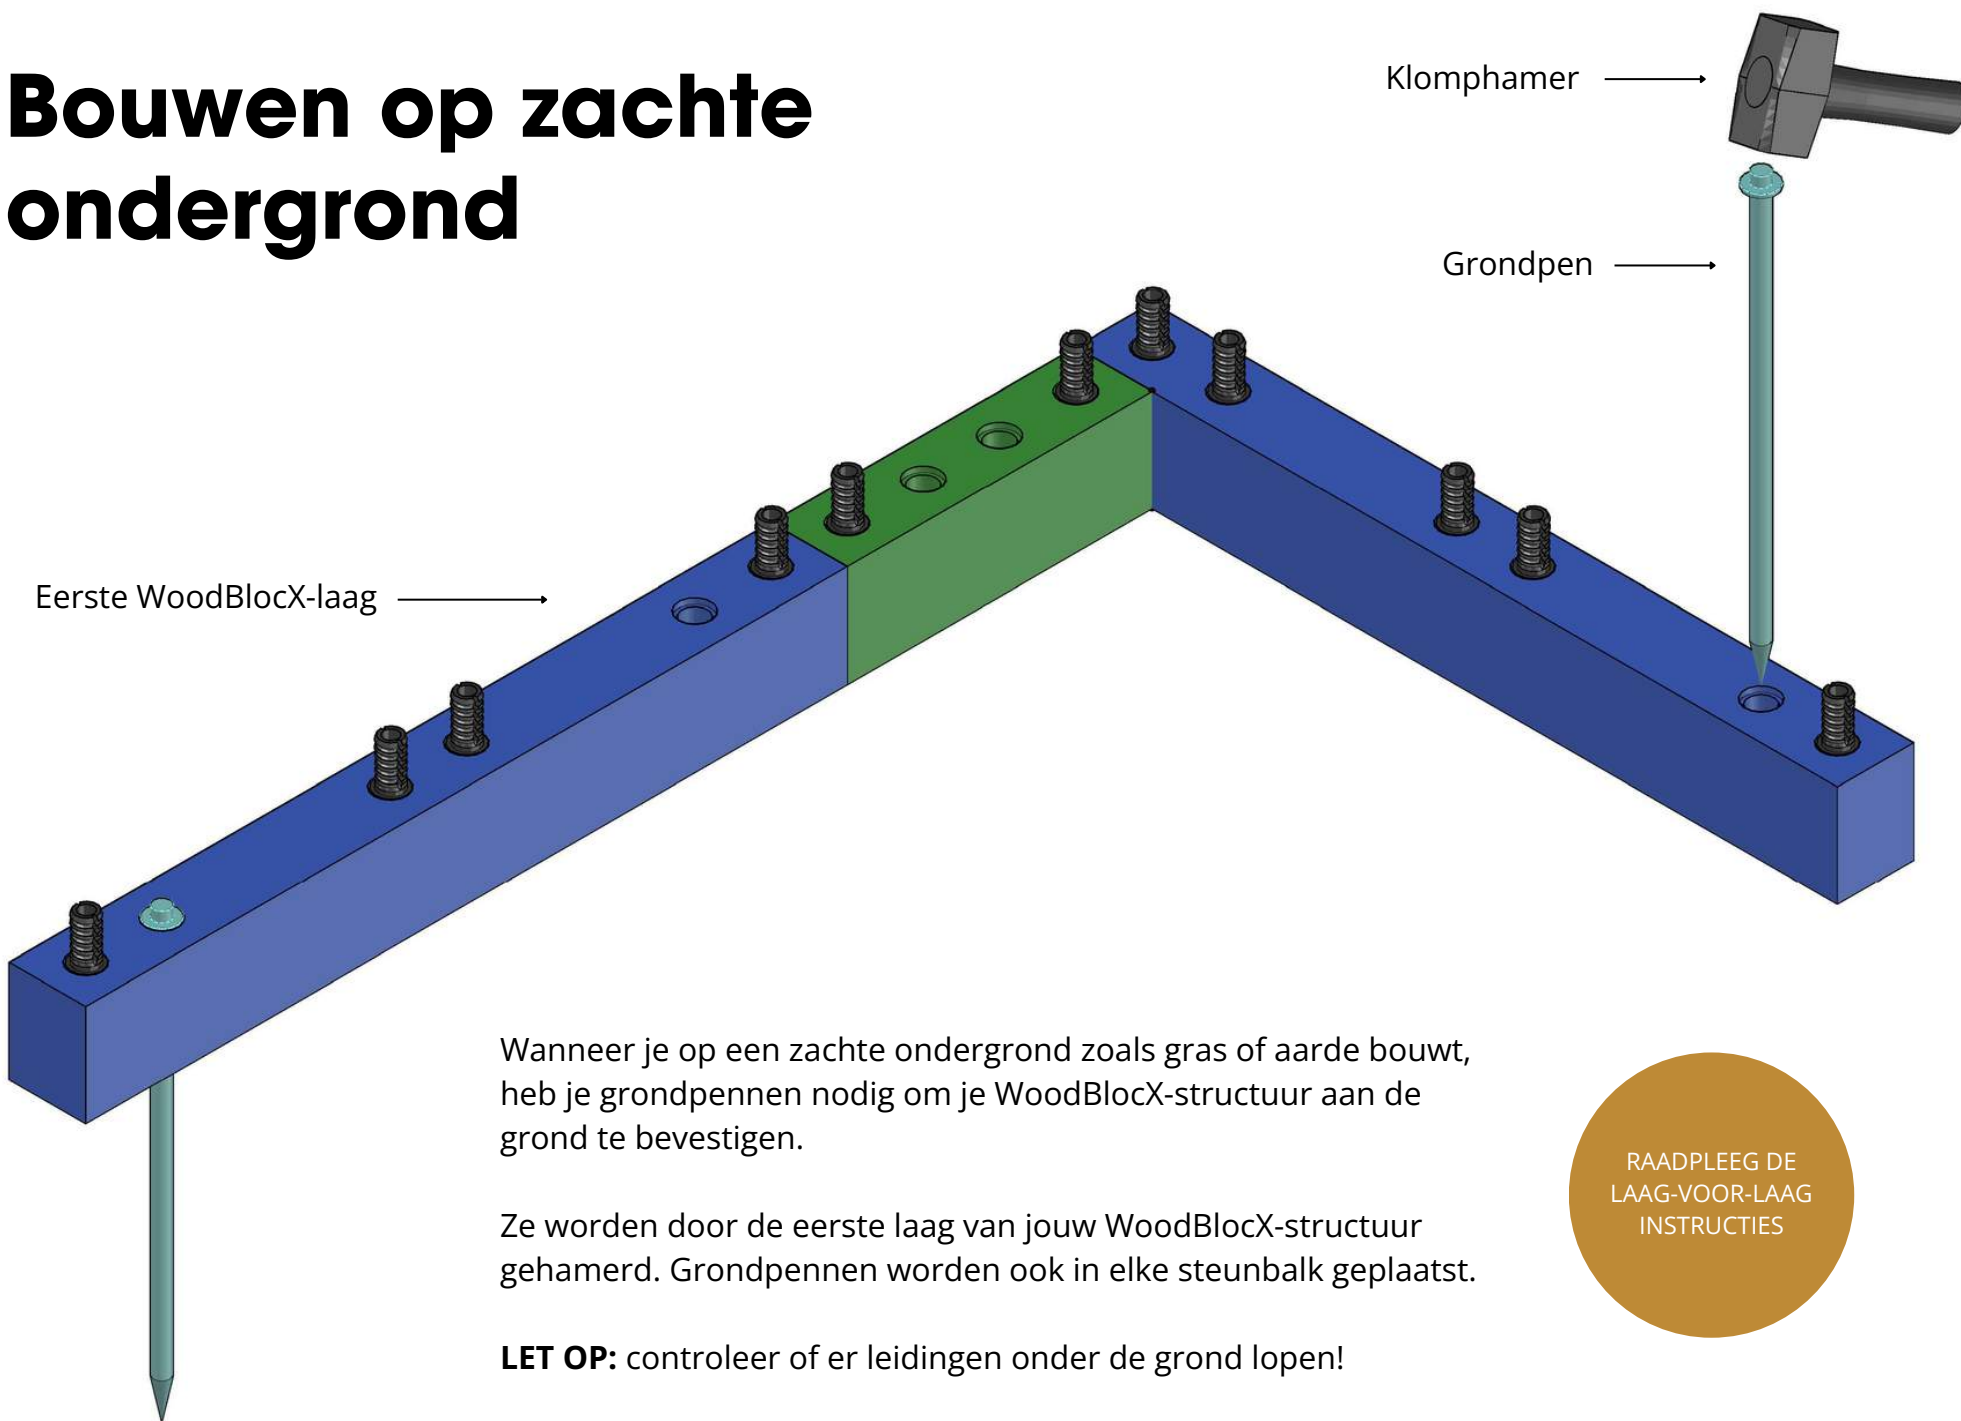 Bouwen op zachte
ondergrond
Klomphamer
Grondpen
Eerste WoodBlocX-laag
Wanneer je op een zachte ondergrond zoals gras of aarde bouwt,
heb je grondpennen nodig om je WoodBlocX-structuur aan de
grond te bevestigen.
Ze worden door de eerste laag van jouw WoodBlocX-structuur
gehamerd. Grondpennen worden ook in elke steunbalk geplaatst.
LET OP: controleer of er leidingen onder de grond lopen!
RAADPLEEG DE
LAAG-VOOR-LAAG
INSTRUCTIES